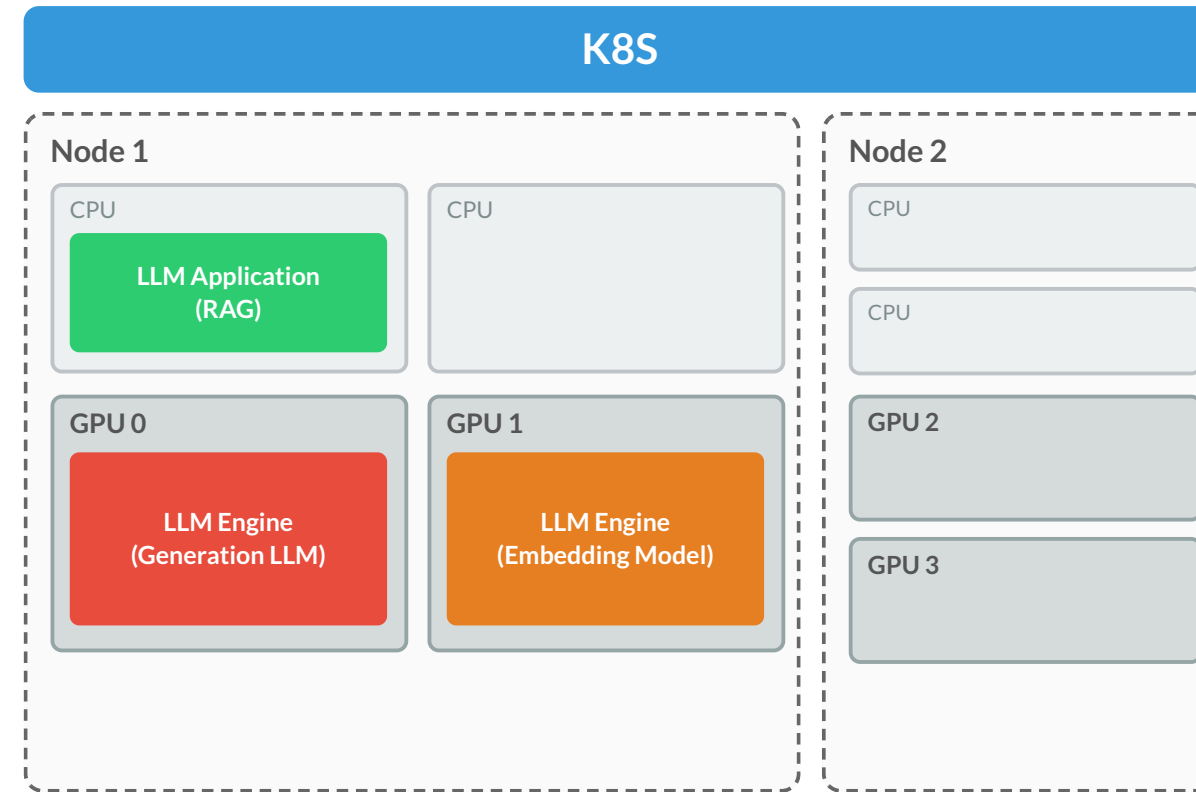 K8S
Node 1
CPU
LLM Application
(RAG)
CPU
GPU 0
LLM Engine
(Generation LLM)
GPU 1
LLM Engine
(Embedding Model)
Node 2
CPU
CPU
GPU 2
GPU 3